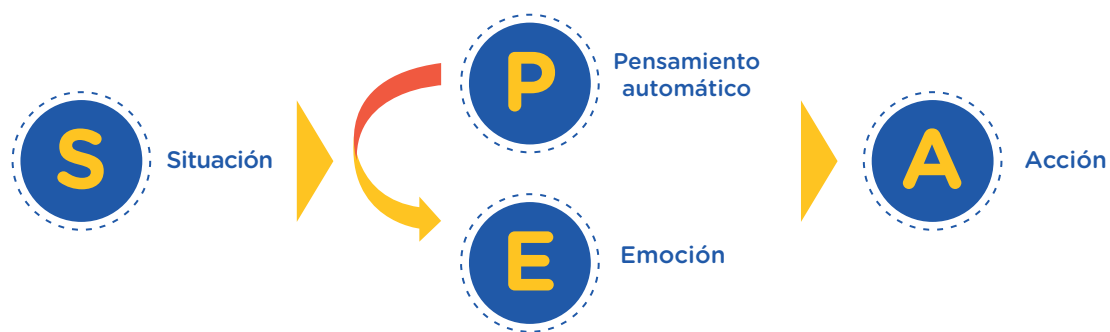 S
Situación
P
Pensamiento
automático
E
Emoción
A
Acción